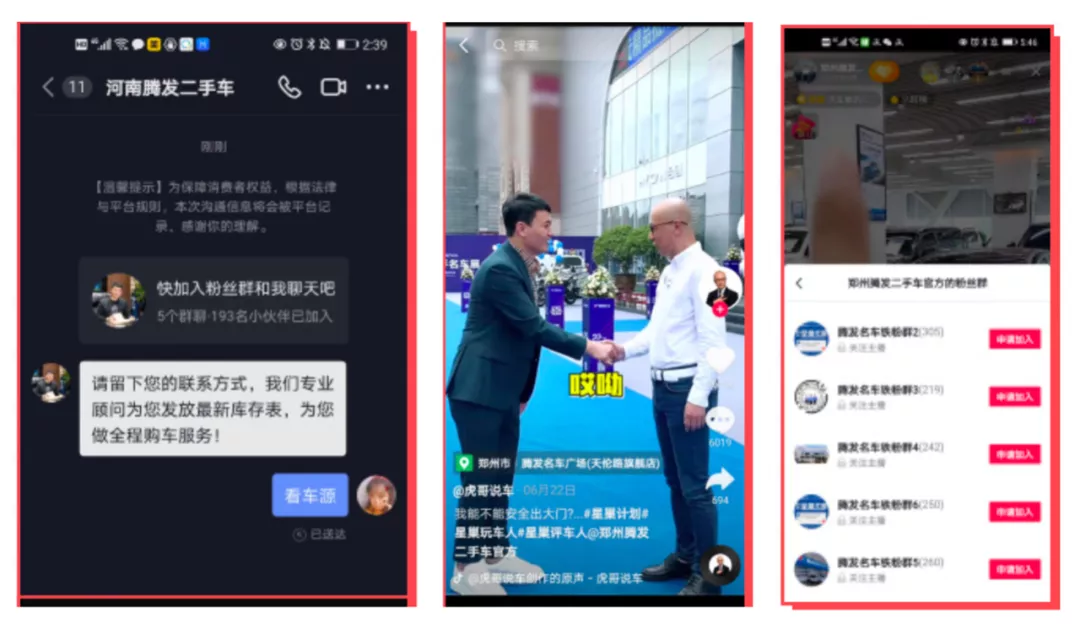 2:39
11 河南腾发二手车
刚刚
【温馨提示】为保障消费者权益，根据法律
与平台规则，本次沟通信息将会被平台记
录、感谢你的理解。
快加入粉丝群和我聊天吧
5个群聊·193名小伙伴已加入
请留下您的联系方式，我们专业
顾问为您发放最新库存表，为您
做全程购车服务！
看车源
已送达
搜索
名车展
哎呦
6019
694
郑州市 | 腾发名车广场(天伦路旗舰店)
@虎哥说车 · 06月22日
我能不能安全出大门?...#星巢计划#
星巢玩车人#星巢评车人@郑州腾发
二手车官方
@虎哥说车创作的原声 - 虎哥说车
5:46
郑州腾发...
郑州腾发二手车官方的粉丝群
腾发名车铁粉群2(305)
关注主播
申请加入
腾发名车铁粉群3(219)
关注主播
申请加入
腾发名车铁粉群4(242)
关注主播
申请加入
腾发名车铁粉群6(250)
关注主播
申请加入
腾发名车铁粉群5(260)
关注主播
申请加入